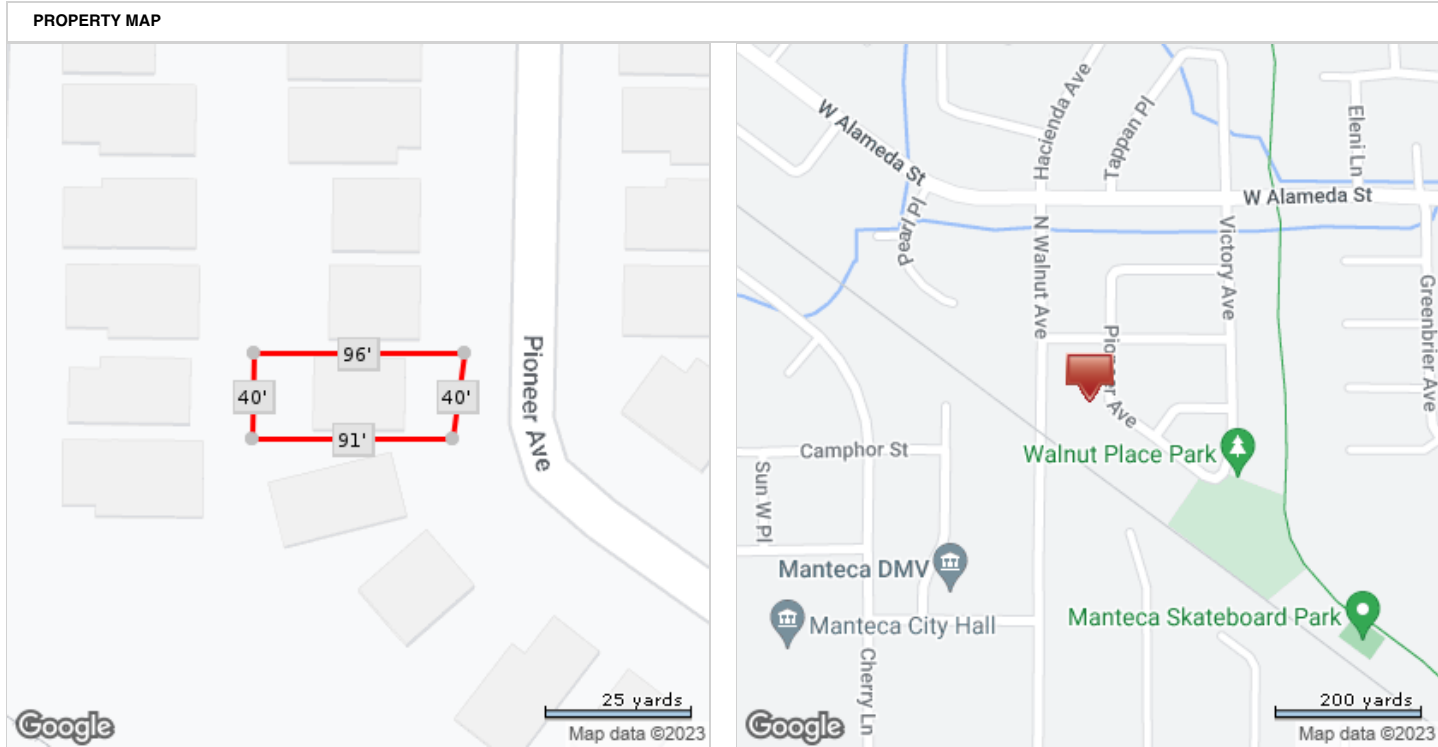 PROPERTY MAP
96'
40'
40'
91'
Pioneer Ave
25 yards
Google
Map data ©2023
W Alameda St
N Hacienda Ave
Tappan Pl
Eleni Ln
W Alameda St
Pearl Pl
N Walnut Ave
Victory Ave
Greenbrier Ave
Pioneer Ave
Camphor St
Walnut Place Park
Sun W Pl
Manteca DMV
Manteca City Hall
Manteca Skateboard Park
Cherry Ln
200 yards
Google
Map data ©2023